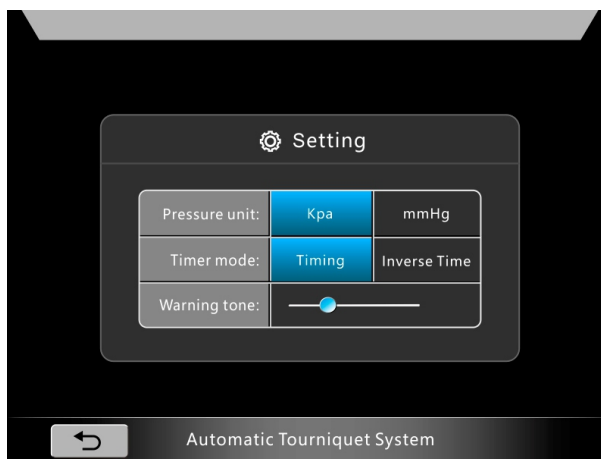 Setting
Pressure unit: Kpa mmHg
Timer mode: Timing Inverse Time
Warning tone:
Automatic Tourniquet System